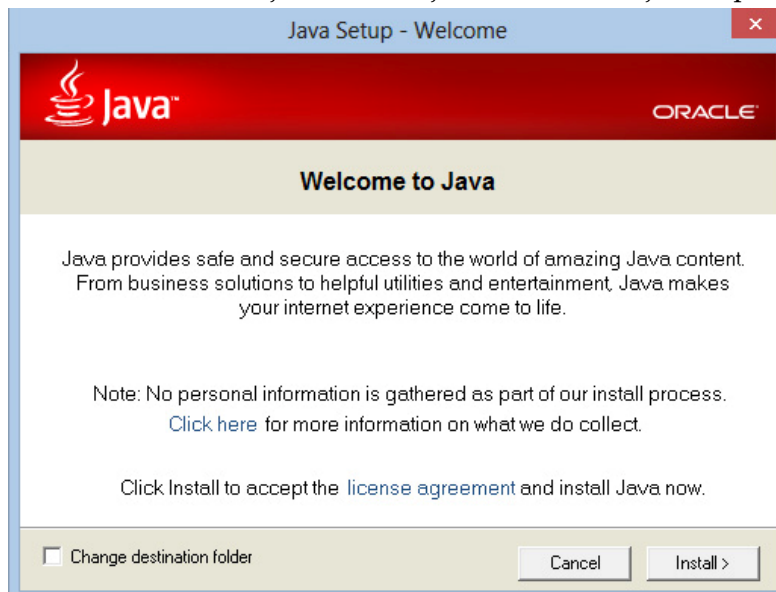 Java Setup - Welcome
Java™
ORACLE
Welcome to Java
Java provides safe and secure access to the world of amazing Java content.
From business solutions to helpful utilities and entertainment, Java makes
your internet experience come to life.
Note: No personal information is gathered as part of our install process.
Click here for more information on what we do collect.
Click Install to accept the license agreement and install Java now.
Change destination folder
Cancel
Install >